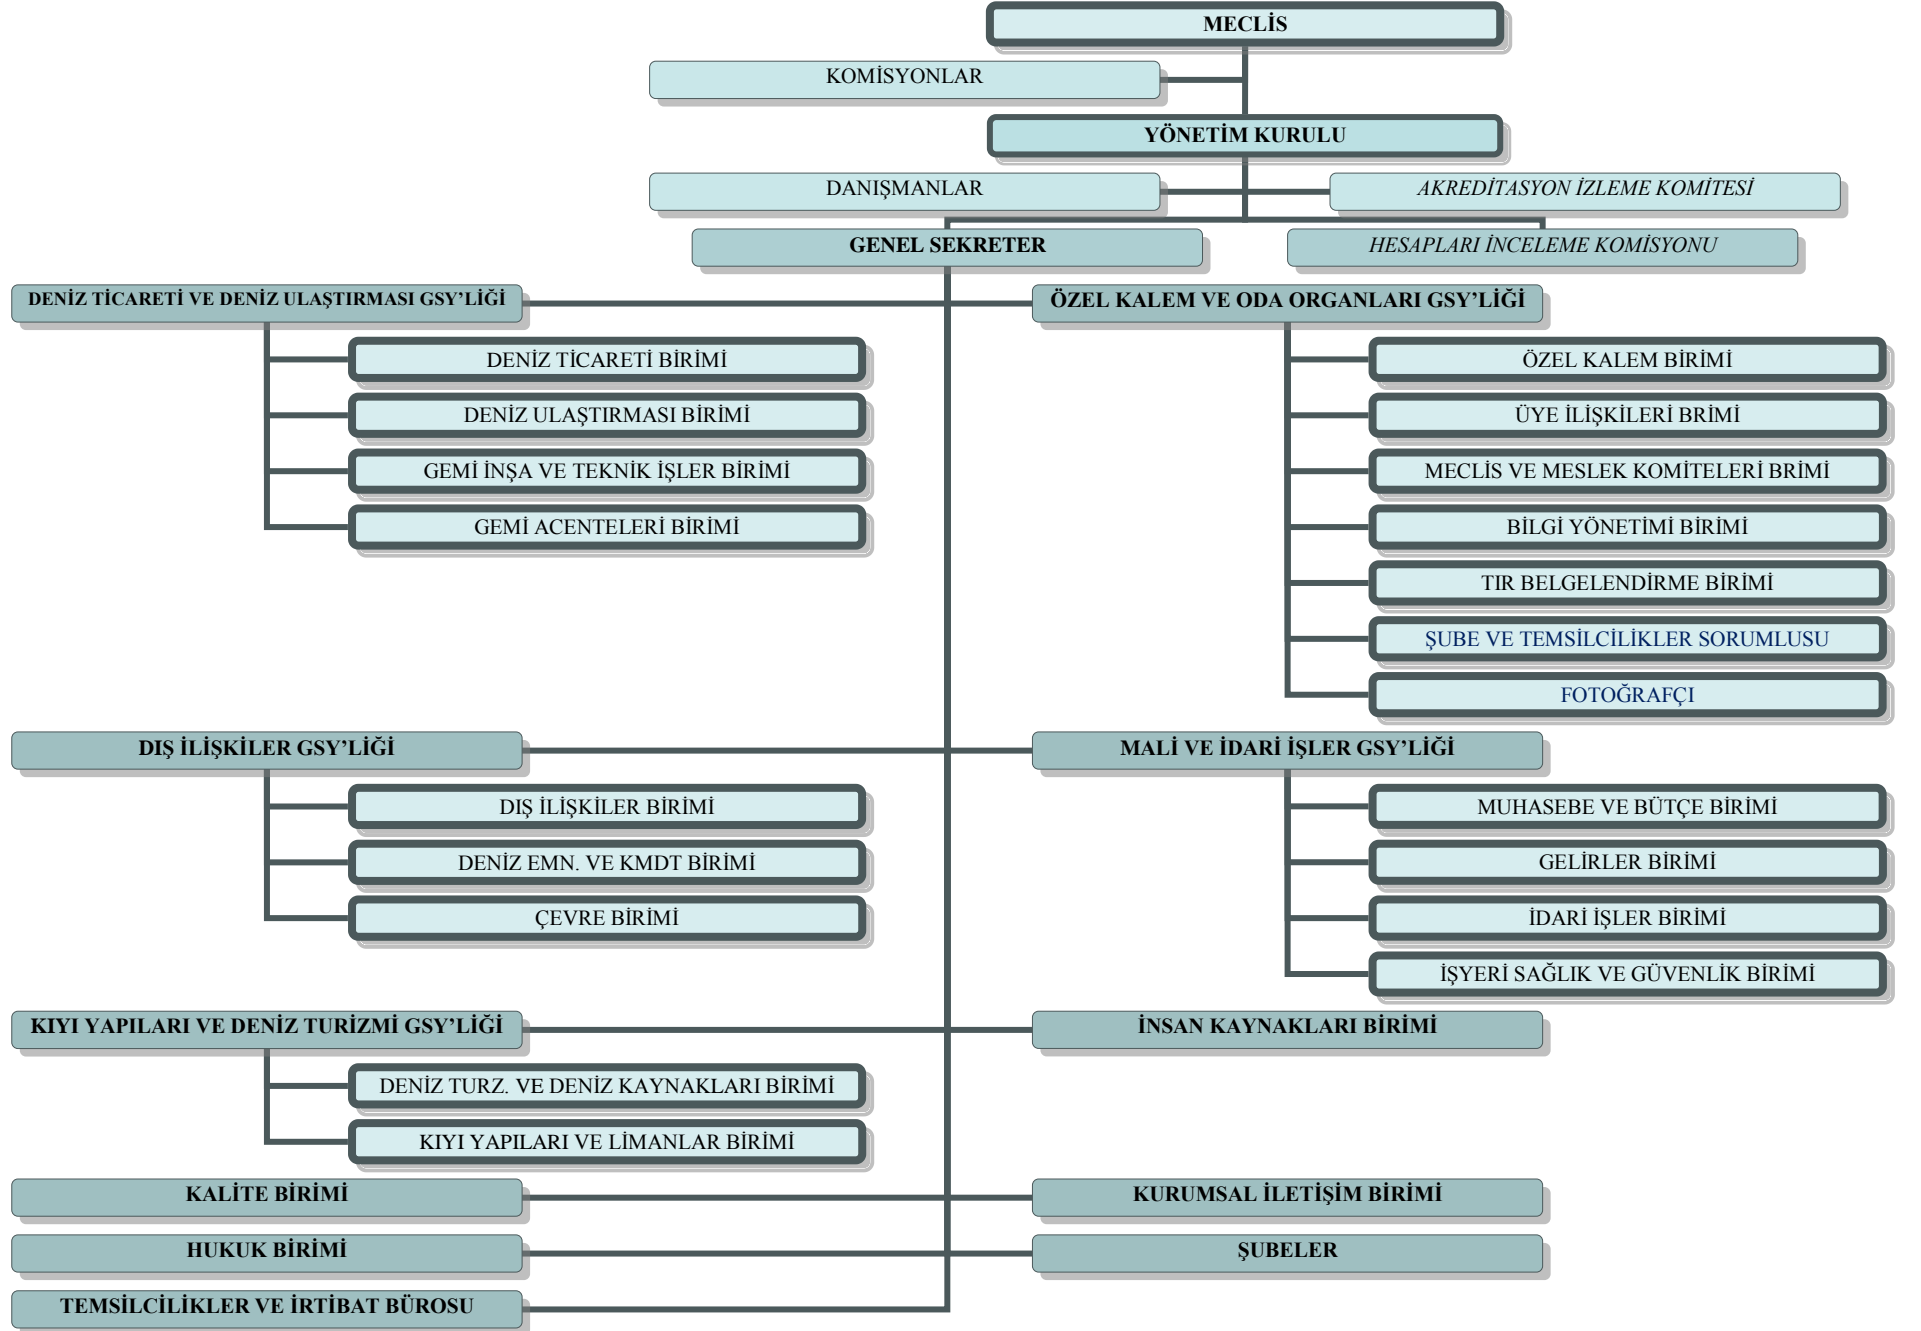 MECLİS
KOMİSYONLAR
YÖNETİM KURULU
DANIŞMANLAR
AKREDİTASYON İZLEME KOMİTESİ
GENEL SEKRETER
HESAPLARI İNCELEME KOMİSYONU
DENİZ TİCARETİ VE DENİZ ULAŞTIRMASI GSY’LİĞİ
DENİZ TİCARETİ BİRİMİ
DENİZ ULAŞTIRMASI BİRİMİ
GEMİ İNŞA VE TEKNİK İŞLER BİRİMİ
GEMİ ACENTELERİ BİRİMİ
ÖZEL KALEM VE ODA ORGANLARI GSY’LİĞİ
ÖZEL KALEM BİRİMİ
ÜYE İLİŞKİLERİ BRİMİ
MECLİS VE MESLEK KOMİTELERİ BRİMİ
BİLGİ YÖNETİMİ BİRİMİ
TIR BELGELENDİRME BİRİMİ
ŞUBE VE TEMSİLCİLİKLER SORUMLUSU
FOTOĞRAFÇI
DIŞ İLİŞKİLER GSY’LİĞİ
DIŞ İLİŞKİLER BİRİMİ
DENİZ EMN. VE KMDT BİRİMİ
ÇEVRE BİRİMİ
MALİ VE İDARİ İŞLER GSY’LİĞİ
MUHASEBE VE BÜTÇE BİRİMİ
GELİRLER BİRİMİ
İDARİ İŞLER BİRİMİ
İŞYERİ SAĞLIK VE GÜVENLİK BİRİMİ
KIYI YAPILARI VE DENİZ TURİZMİ GSY’LİĞİ
DENİZ TURZ. VE DENİZ KAYNAKLARI BİRİMİ
KIYI YAPILARI VE LİMANLAR BİRİMİ
İNSAN KAYNAKLARI BİRİMİ
KALİTE BİRİMİ
KURUMSAL İLETİŞİM BİRİMİ
HUKUK BİRİMİ
ŞUBELER
TEMSİLCİLİKLER VE İRTİBAT BÜROSU